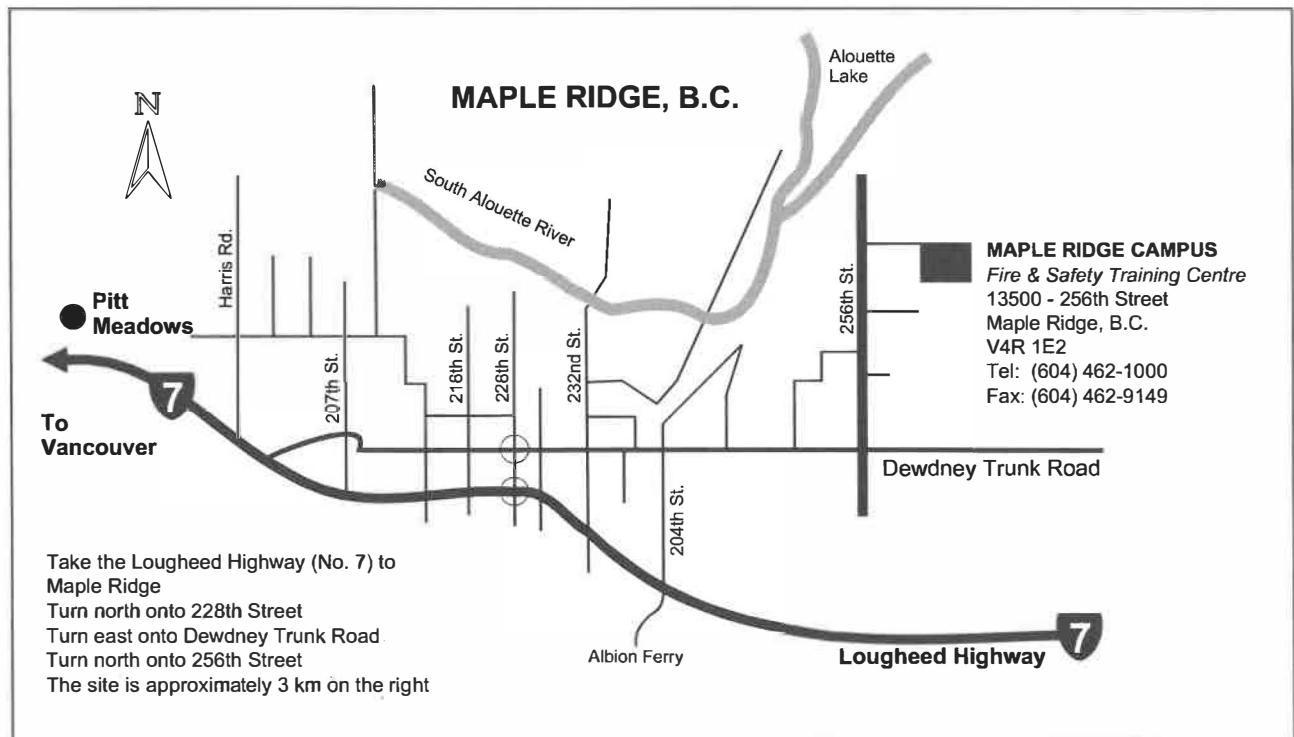 MAPLE RIDGE, B.C.
N
Alouette
Lake
South Alouette River
Harris Rd.
Pitt
Meadows
7
To
Vancouver
207th St.
216th St.
228th St.
232nd St.
204th St.
256th St.
MAPLE RIDGE CAMPUS
Fire & Safety Training Centre
13500 - 256th Street
Maple Ridge, B.C.
V4R 1E2
Tel: (604) 462-1000
Fax: (604) 462-9149
Dewdney Trunk Road
Take the Lougheed Highway (No. 7) to
Maple Ridge
Turn north onto 228th Street
Turn east onto Dewdney Trunk Road
Turn north onto 256th Street
The site is approximately 3 km on the right
Albion Ferry
Lougheed Highway
7